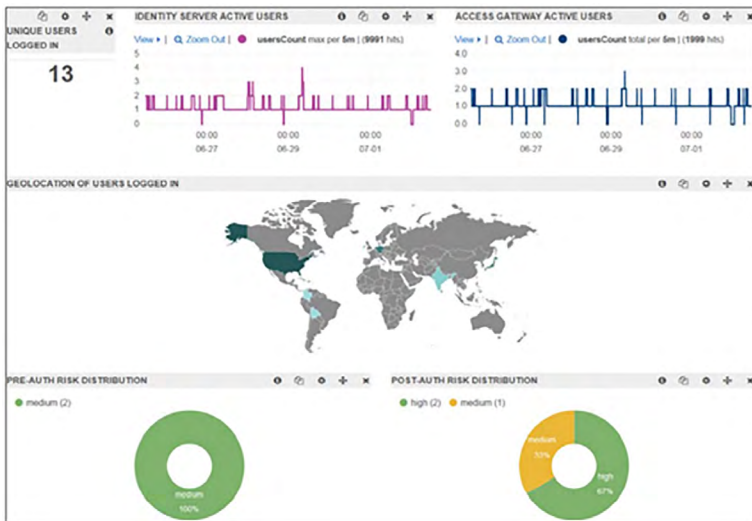 UNIQUE USERS
LOGGED IN
13
IDENTITY SERVER ACTIVE USERS
View | Zoom Out | usersCount max per 5m | (9991 hits)
5
4
3
2
1
0
00:00 00:00 00:00
06-27 06-29 07-01
ACCESS GATEWAY ACTIVE USERS
View | Zoom Out | usersCount total per 5m | (1999 hits)
4.0
3.0
2.0
1.0
0.0
00:00 00:00 00:00
06-27 06-29 07-01
GEOLOCATION OF USERS LOGGED IN
PRE-AUTH RISK DISTRIBUTION
medium (2)
medium
100%
POST-AUTH RISK DISTRIBUTION
high (2) medium (1)
medium
high
67%